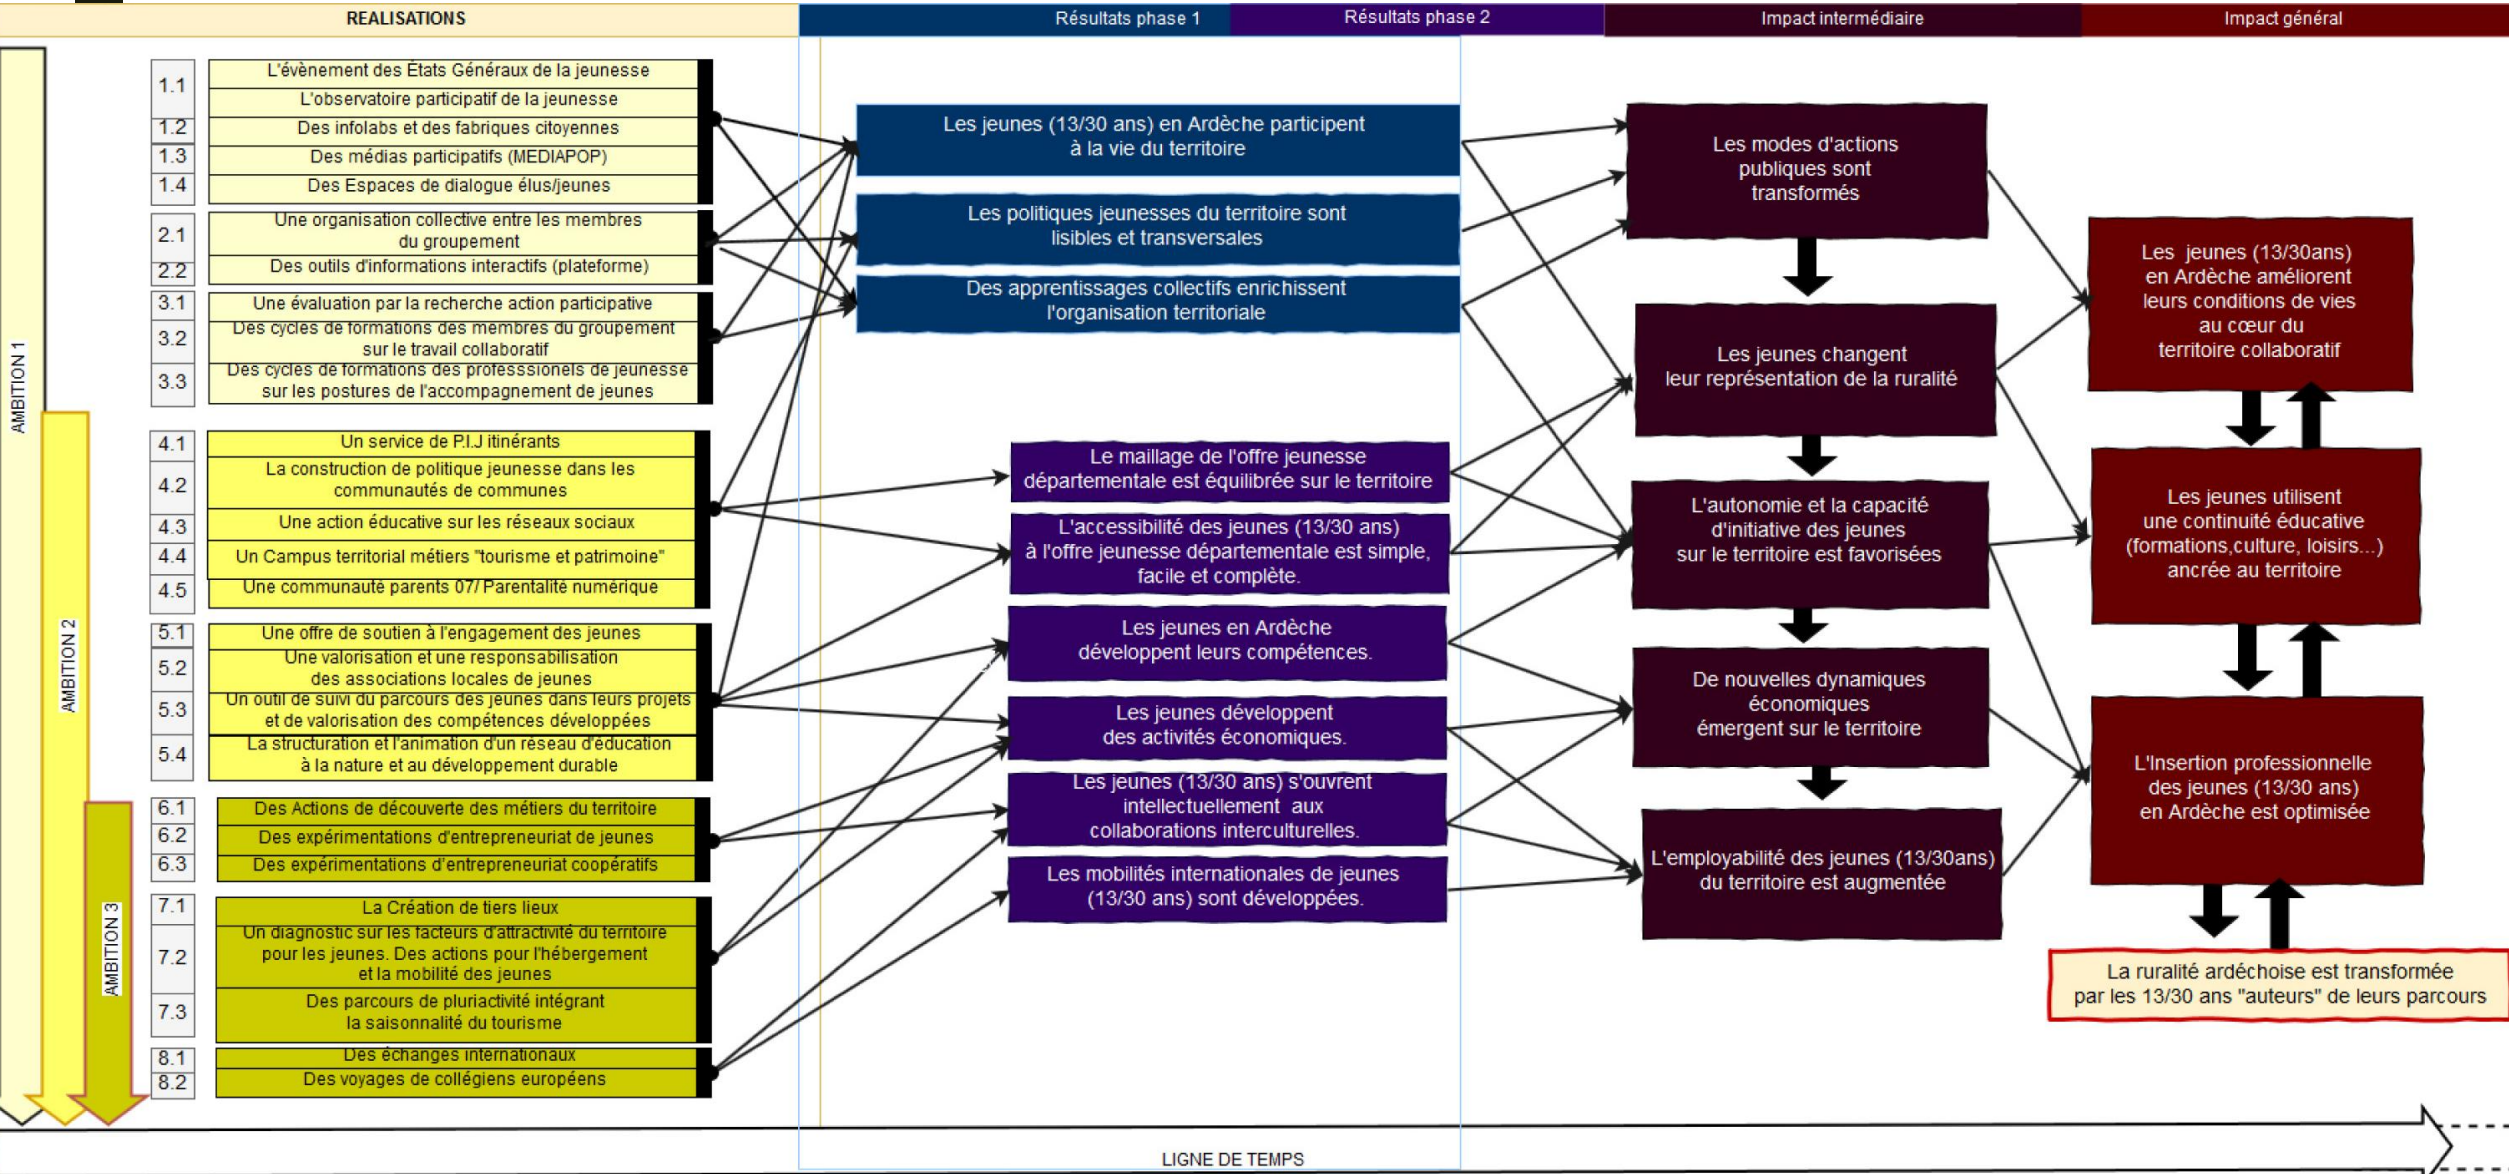 REALISATIONS
Résultats phase 1
Résultats phase 2
Impact intermédiaire
Impact général
AMBITION 1
AMBITION 2
AMBITION 3
1.1
L'évènement des États Généraux de la jeunesse
L'observatoire participatif de la jeunesse
1.2
Des infolabs et des fabriques citoyennes
1.3
Des médias participatifs (MEDIAPOP)
1.4
Des Espaces de dialogue élus/jeunes
2.1
Une organisation collective entre les membres
du groupement
2.2
Des outils d'informations interactifs (plateforme)
3.1
Une évaluation par la recherche action participative
3.2
Des cycles de formations des membres du groupement
sur le travail collaboratif
3.3
Des cycles de formations des professsionels de jeunesse
sur les postures de l'accompagnement de jeunes
4.1
Un service de P.I.J itinérants
4.2
La construction de politique jeunesse dans les
communautés de communes
4.3
Une action éducative sur les réseaux sociaux
4.4
Un Campus territorial métiers "tourisme et patrimoine"
4.5
Une communauté parents 07/ Parentalité numérique
5.1
Une offre de soutien à l'engagement des jeunes
5.2
Une valorisation et une responsabilisation
des associations locales de jeunes
5.3
Un outil de suivi du parcours des jeunes dans leurs projets
et de valorisation des compétences développées
5.4
La structuration et l'animation d'un réseau d'éducation
à la nature et au développement durable
6.1
Des Actions de découverte des métiers du territoire
6.2
Des expérimentations d'entrepreneuriat de jeunes
6.3
Des expérimentations d'entrepreneuriat coopératifs
7.1
La Création de tiers lieux
7.2
Un diagnostic sur les facteurs d'attractivité du territoire
pour les jeunes. Des actions pour l'hébergement
et la mobilité des jeunes
7.3
Des parcours de pluriactivité intégrant
la saisonnalité du tourisme
8.1
Des échanges internationaux
8.2
Des voyages de collégiens européens
Les jeunes (13/30 ans) en Ardèche participent
à la vie du territoire
Les politiques jeunesses du territoire sont
lisibles et transversales
Des apprentissages collectifs enrichissent
l'organisation territoriale
Le maillage de l'offre jeunesse
départementale est équilibrée sur le territoire
L'accessibilité des jeunes (13/30 ans)
à l'offre jeunesse départementale est simple,
facile et complète.
Les jeunes en Ardèche
développent leurs compétences.
Les jeunes développent
des activités économiques.
Les jeunes (13/30 ans) s'ouvrent
intellectuellement aux
collaborations interculturelles.
Les mobilités internationales de jeunes
(13/30 ans) sont développées.
Les modes d'actions
publiques sont
transformés
Les jeunes changent
leur représentation de la ruralité
L'autonomie et la capacité
d'initiative des jeunes
sur le territoire est favorisées
De nouvelles dynamiques
économiques
émergent sur le territoire
L'employabilité des jeunes (13/30ans)
du territoire est augmentée
Les jeunes (13/30ans)
en Ardèche améliorent
leurs conditions de vies
au cœur du
territoire collaboratif
Les jeunes utilisent
une continuité éducative
(formations,culture, loisirs...)
ancrée au territoire
L'Insertion professionnelle
des jeunes (13/30 ans)
en Ardèche est optimisée
La ruralité ardéchoise est transformée
par les 13/30 ans "auteurs" de leurs parcours
LIGNE DE TEMPS